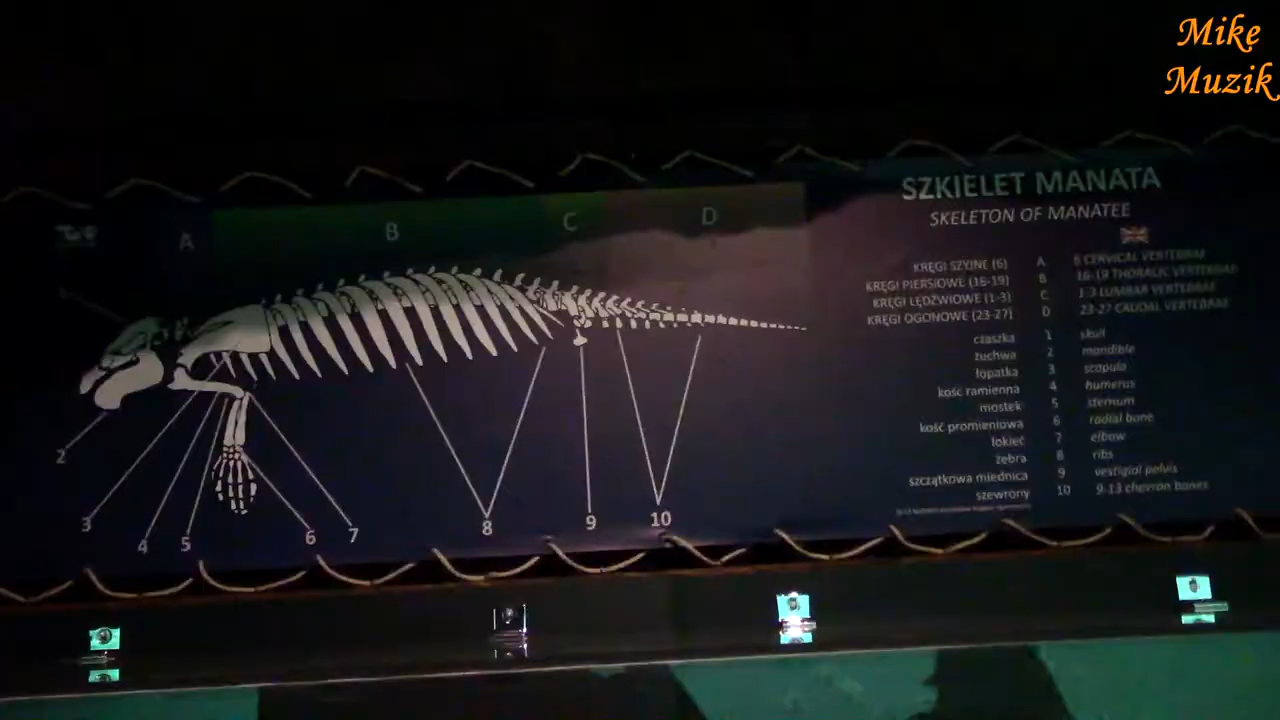 Mike
Muzik
A
B
C
D
2
3
4
5
6
7
8
9
10
SZKIELET MANATA
SKELETON OF MANATEE
KRĘGI SZYJNE (6) A 6 CERVICAL VERTEBRAE
KRĘGI PIERSIOWE (16-19) B 16-19 THORACIC VERTEBRAE
KRĘGI LĘDŹWIOWE (1-3) C 1-3 LUMBAR VERTEBRAE
KRĘGI OGONOWE (23-27) D 23-27 CAUDAL VERTEBRAE
czaszka 1 skull
żuchwa 2 mandible
łopatka 3 scapula
kość ramienna 4 humerus
mostek 5 sternum
kość promieniowa 6 radial bone
łokieć 7 elbow
żebra 8 ribs
szczątkowa miednica 9 vestigial pelvis
szewrony 10 9-13 chevron bones